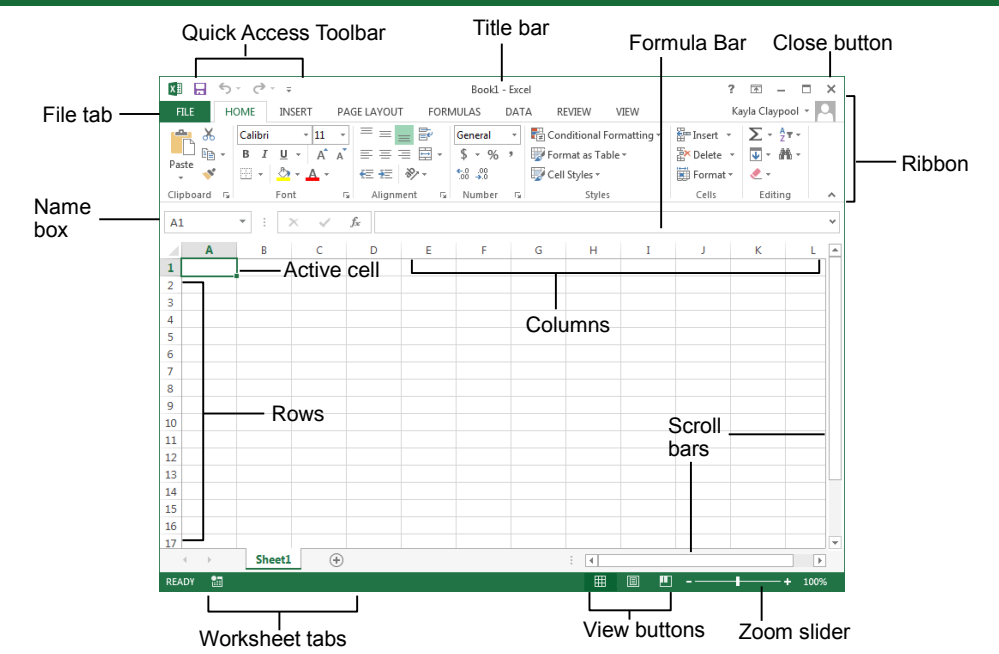 Quick Access Toolbar
Title bar
Formula Bar
Close button
Book1 - Excel
?
File tab
FILE HOME INSERT PAGE LAYOUT FORMULAS DATA REVIEW VIEW Kayla Claypool
Calibri 11 General Conditional Formatting Insert Σ
Paste B I U A A $ % , Format as Table Delete
A Cell Styles Format
Clipboard Font Alignment Number Styles Cells Editing
Ribbon
Name
box
A1 fx
A B C D E F G H I J K L
1
Active cell
2
3
4
Columns
5
6
7
8
9
Rows
10
Scroll
bars
11
12
13
14
15
16
17
Sheet1
READY 100%
Worksheet tabs
View buttons
Zoom slider